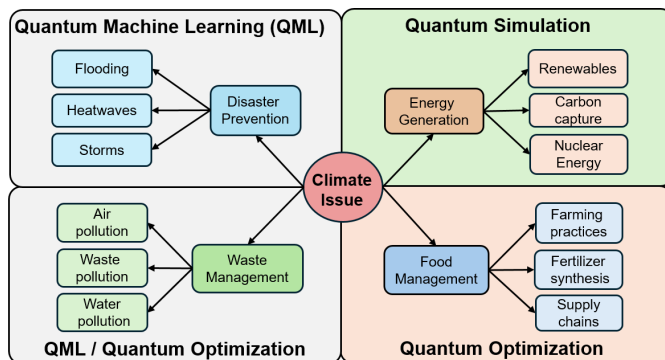 Quantum Machine Learning (QML)
Flooding
Heatwaves
Storms
Disaster
Prevention
Quantum Simulation
Energy
Generation
Renewables
Carbon
capture
Nuclear
Energy
Climate
Issue
Air
pollution
Waste
pollution
Water
pollution
Waste
Management
QML / Quantum Optimization
Food
Management
Farming
practices
Fertilizer
synthesis
Supply
chains
Quantum Optimization